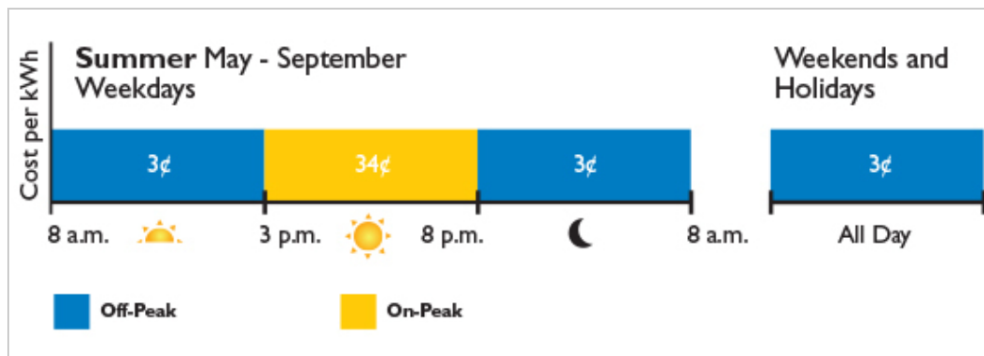 Summer May - September
Weekdays
Weekends and
Holidays
Cost per kWh
3¢
34¢
3¢
3¢
8 a.m.
3 p.m.
8 p.m.
8 a.m.
All Day
Off-Peak
On-Peak